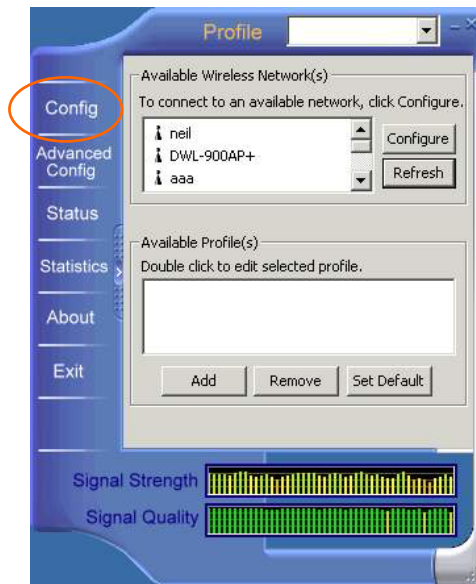 Profile
Config
Advanced
Config
Status
Statistics
About
Exit
Available Wireless Network(s)
To connect to an available network, click Configure.
neil
DWL-900AP+
aaa
Configure
Refresh
Available Profile(s)
Double click to edit selected profile.
Add
Remove
Set Default
Signal Strength
Signal Quality